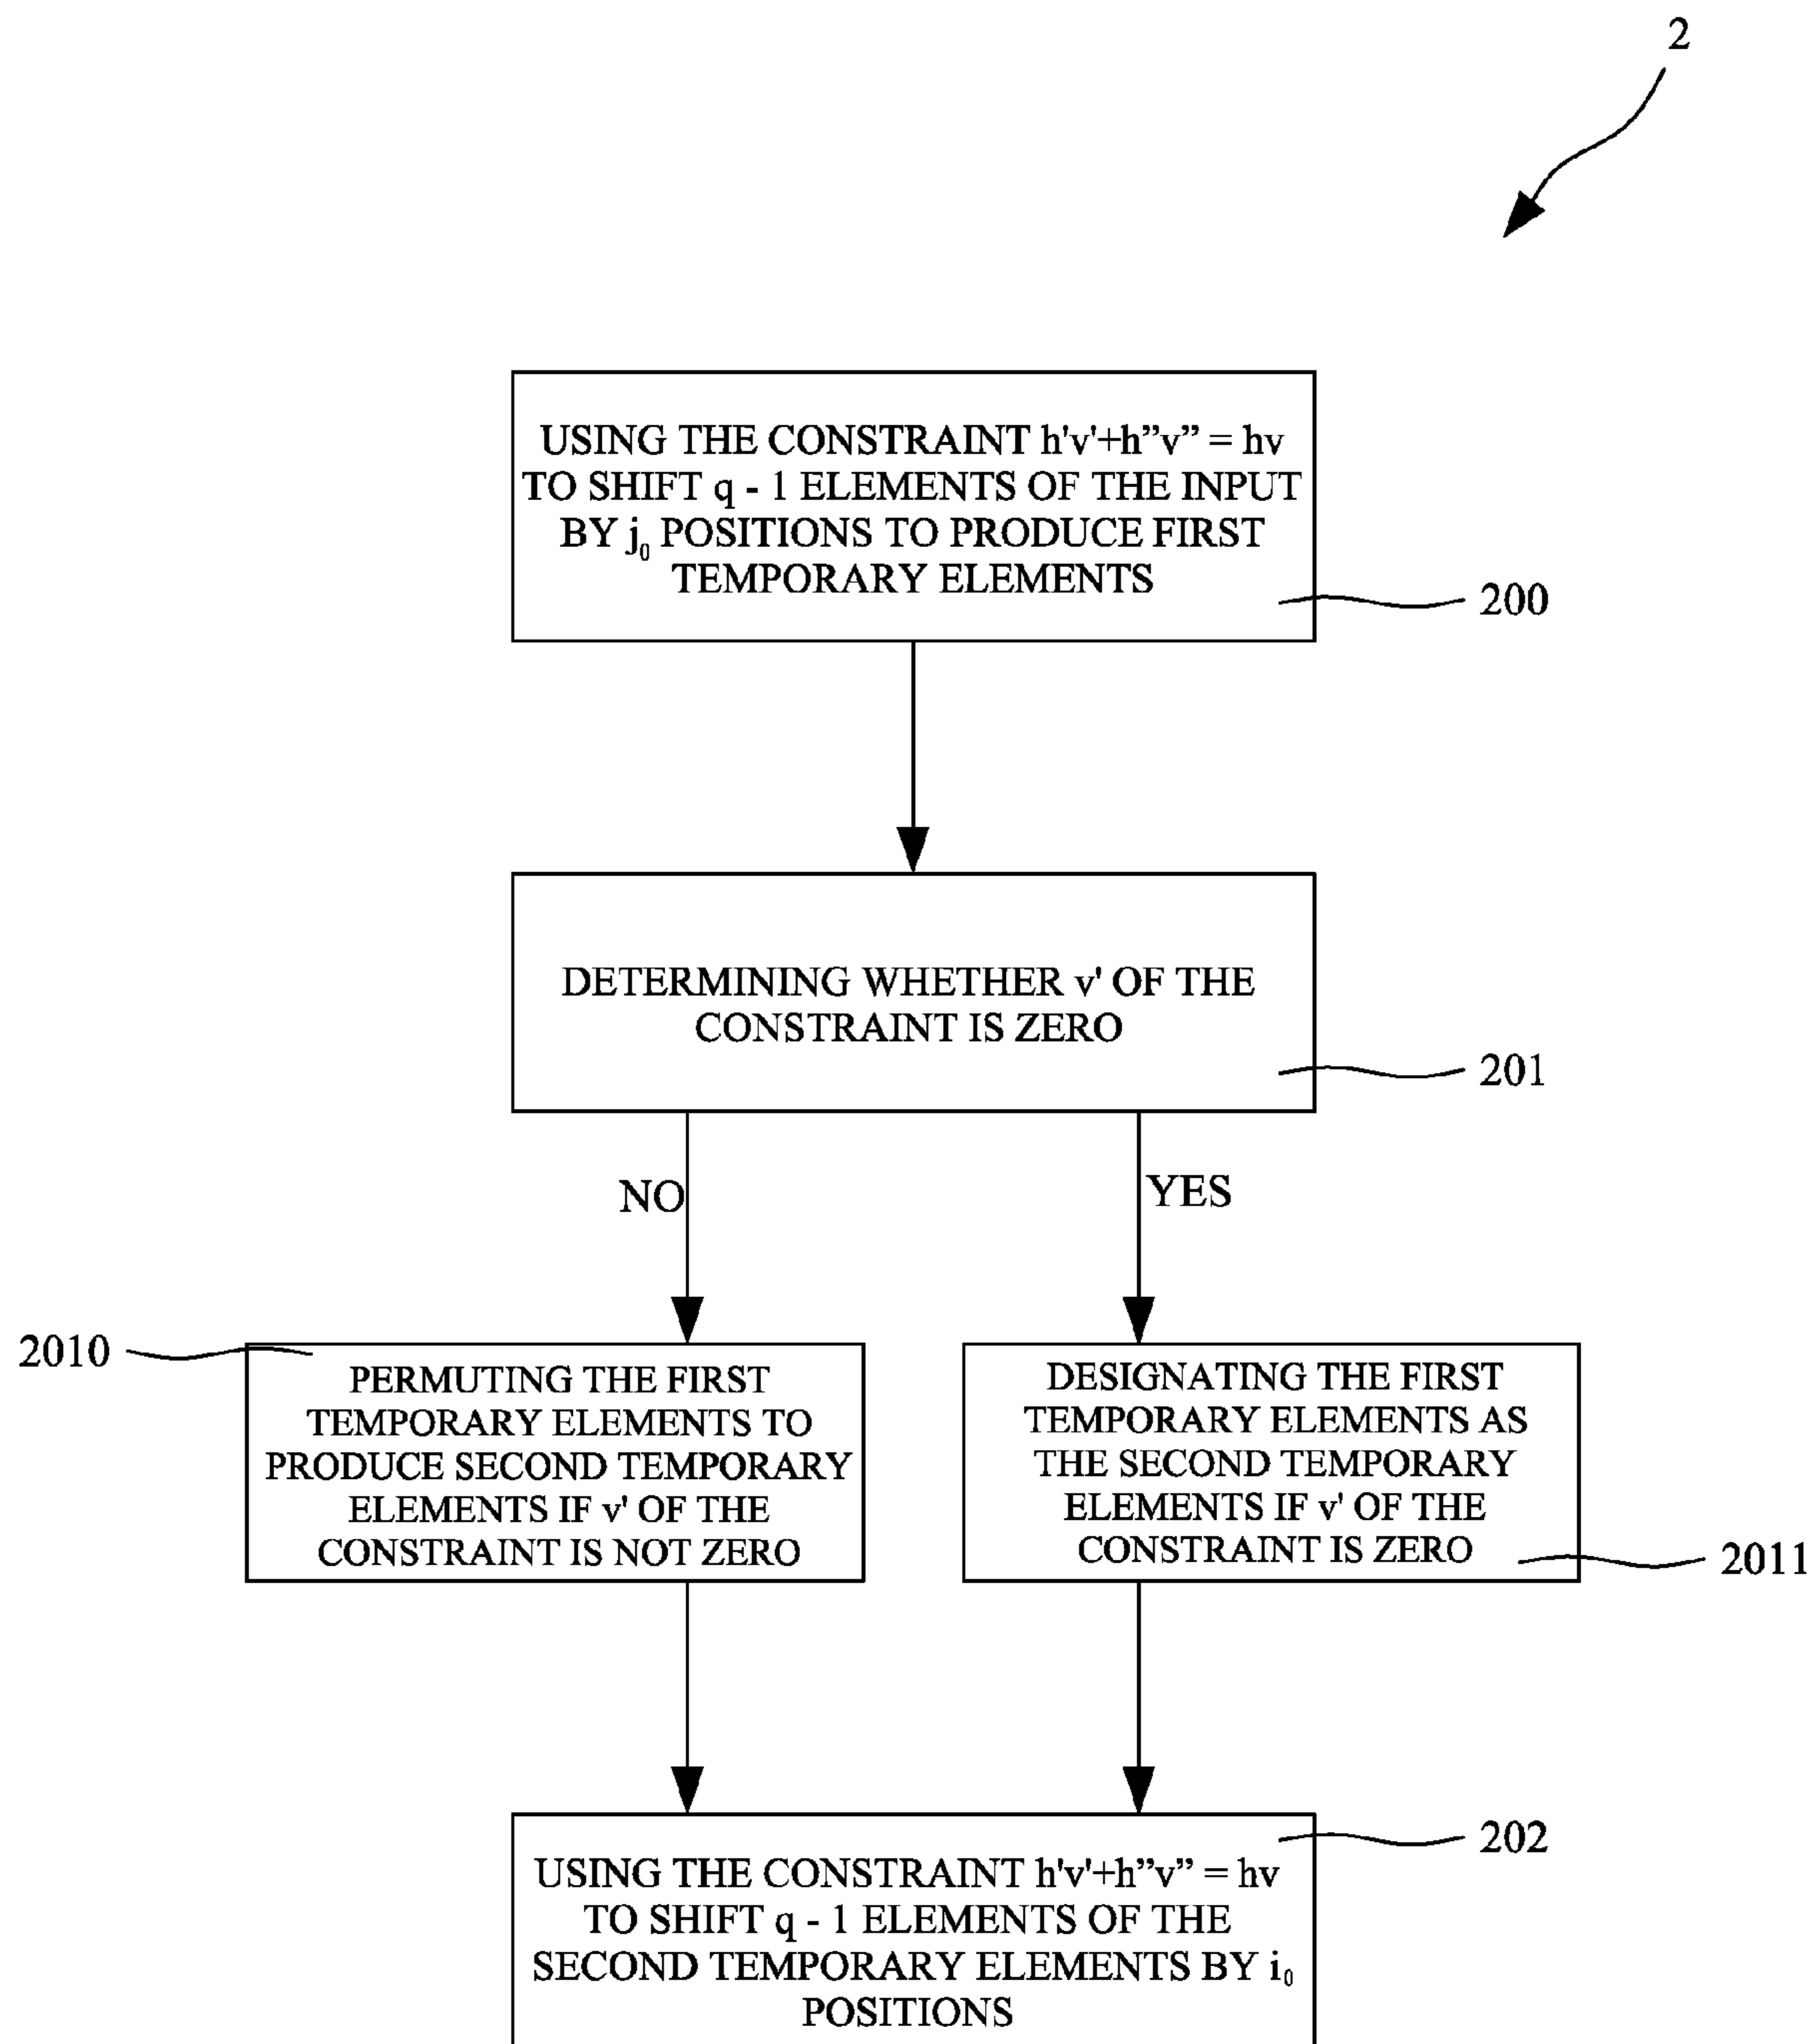 2
USING THE CONSTRAINT h'v'+h”v” = hv
TO SHIFT q - 1 ELEMENTS OF THE INPUT
BY j₀ POSITIONS TO PRODUCE FIRST
TEMPORARY ELEMENTS
200
DETERMINING WHETHER v' OF THE
CONSTRAINT IS ZERO
201
NO
YES
2010
PERMUTING THE FIRST
TEMPORARY ELEMENTS TO
PRODUCE SECOND TEMPORARY
ELEMENTS IF v' OF THE
CONSTRAINT IS NOT ZERO
DESIGNATING THE FIRST
TEMPORARY ELEMENTS AS
THE SECOND TEMPORARY
ELEMENTS IF v' OF THE
CONSTRAINT IS ZERO
2011
202
USING THE CONSTRAINT h'v'+h”v” = hv
TO SHIFT q - 1 ELEMENTS OF THE
SECOND TEMPORARY ELEMENTS BY i₀
POSITIONS